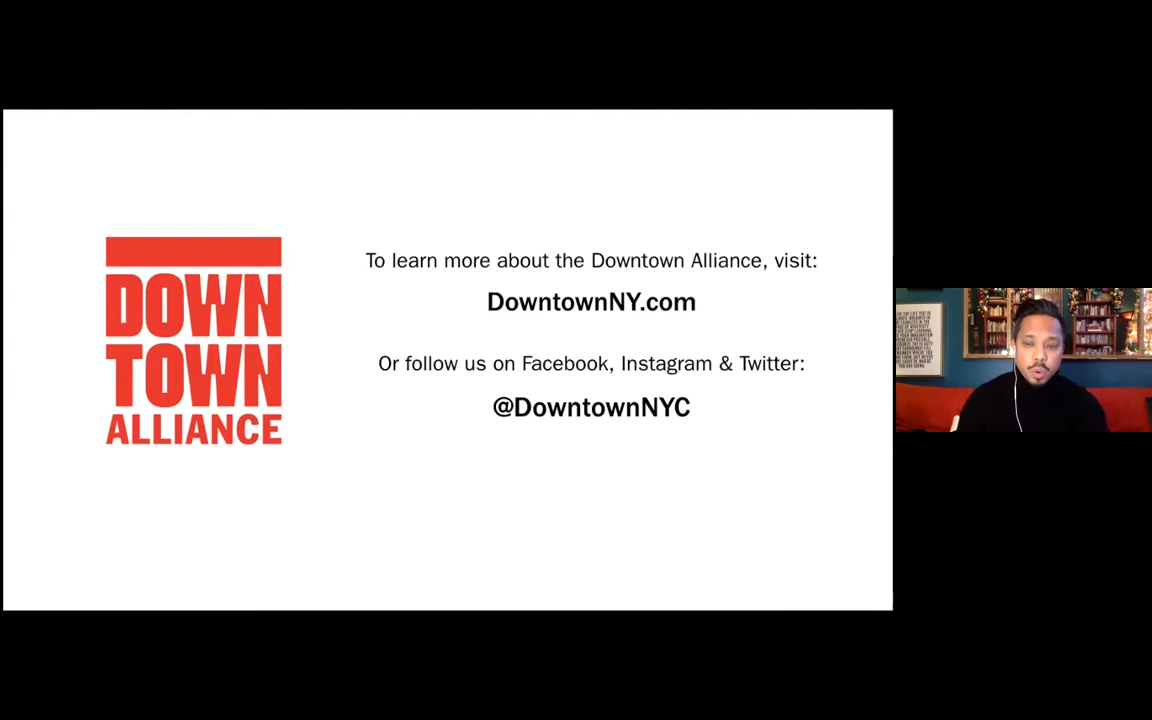 DOWN
TOWN
ALLIANCE
To learn more about the Downtown Alliance, visit:
DowntownNY.com
Or follow us on Facebook, Instagram & Twitter:
@DowntownNYC